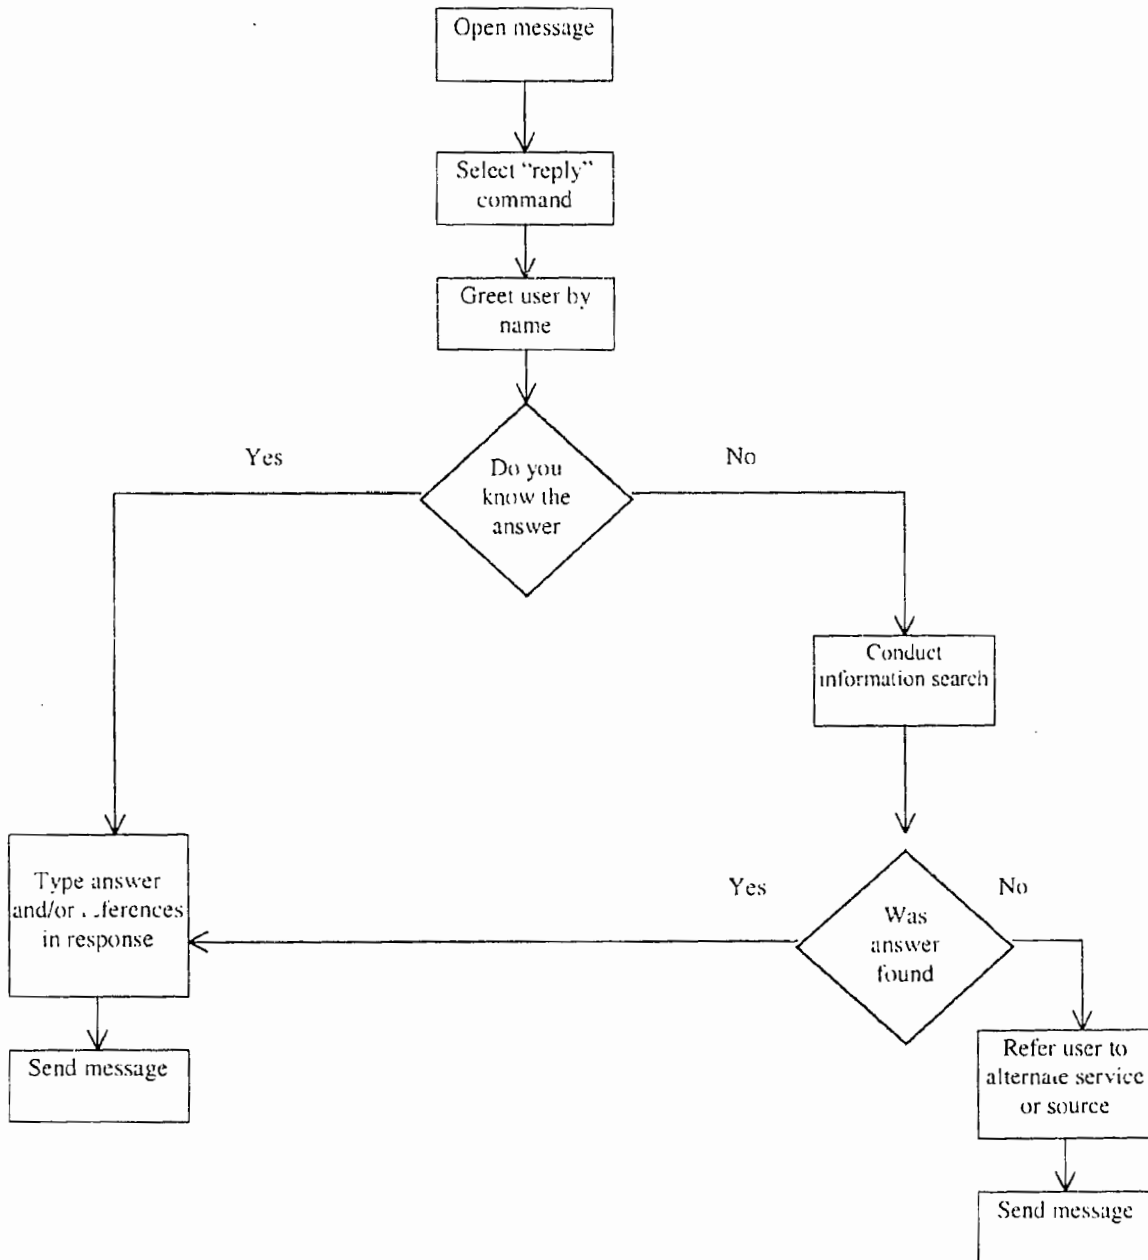 Open message
Select “reply”
command
Greet user by
name
Yes
No
Do you
know the
answer
Conduct
information search
Type answer
and/or
in response
Yes
No
Was
answer
found
Send message
Refer user to
alternate service
or source
Send message